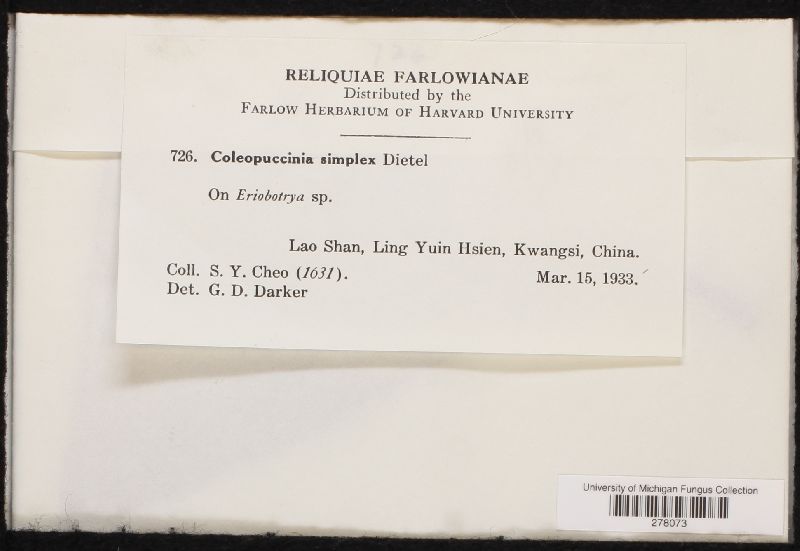 RELIQUIAE FARLOWIANAE
Distributed by the
FARLOW HERBARIUM OF HARVARD UNIVERSITY
726. Coleopuccinia simplex Dietel
On Eriobotrya sp.
Lao Shan, Ling Yuin Hsien, Kwangsi, China.
Coll. S. Y. Cheo (1631). Mar. 15, 1933.
Det. G. D. Darker
University of Michigan Fungus Collection
278073